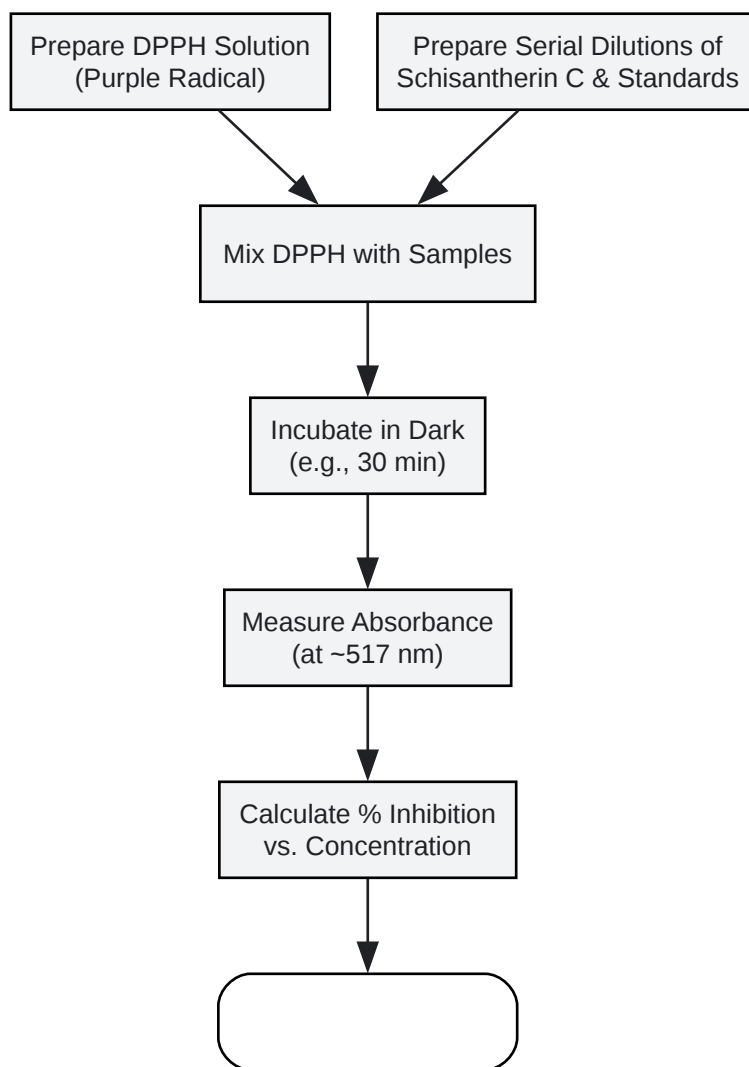 Prepare DPPH Solution
(Purple Radical)
Prepare Serial Dilutions of
Schisantherin C & Standards
Mix DPPH with Samples
Incubate in Dark
(e.g., 30 min)
Measure Absorbance
(at ~517 nm)
Calculate % Inhibition
vs. Concentration